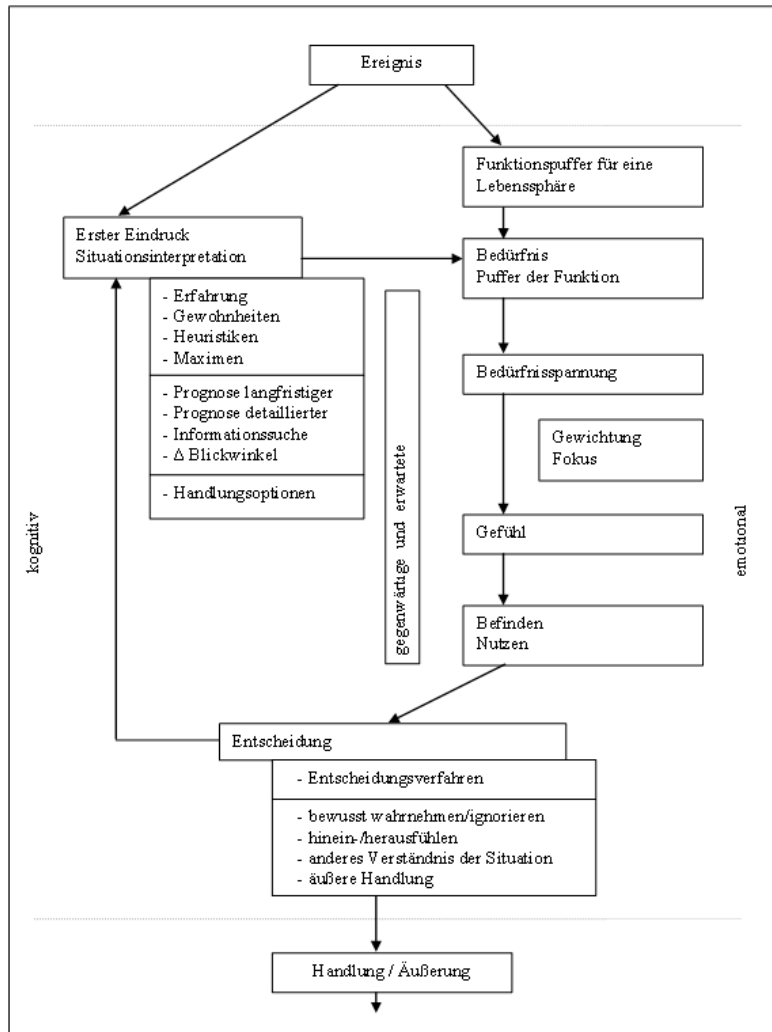 Ereignis
Funktionspuffer für eine
Lebenssphäre
Erster Eindruck
Situationsinterpretation
Bedürfnis
Puffer der Funktion
- Erfahrung
- Gewohnheiten
- Heuristiken
- Maximen
- Prognose langfristiger
- Prognose detaillierter
- Informationssuche
- Δ Blickwinkel
- Handlungsoptionen
gegenwärtige und erwartete
Bedürfnisspannung
Gewichtung
Fokus
Gefühl
Befinden
Nutzen
kognitiv
emotional
Entscheidung
- Entscheidungsverfahren
- bewusst wahrnehmen/ignorieren
- hinein-/herausfühlen
- anderes Verständnis der Situation
- äußere Handlung
Handlung / Äußerung